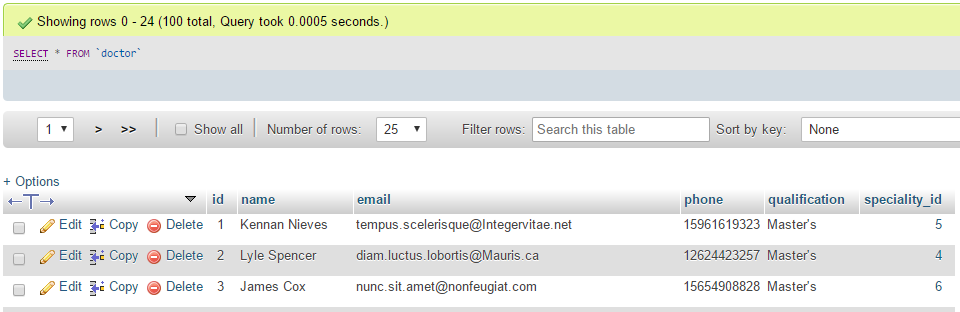 Showing rows 0 - 24 (100 total, Query took 0.0005 seconds.)
SELECT * FROM `doctor`
1 > >> Show all Number of rows: 25 Filter rows: Search this table Sort by key: None
+ Options
←T→ id name email phone qualification speciality_id
Edit Copy Delete 1 Kennan Nieves tempus.scelerisque@Integervitae.net 15961619323 Master's 5
Edit Copy Delete 2 Lyle Spencer diam.luctus.lobortis@Mauris.ca 12624423257 Master's 4
Edit Copy Delete 3 James Cox nunc.sit.amet@nonfeugiat.com 15654908828 Master's 6